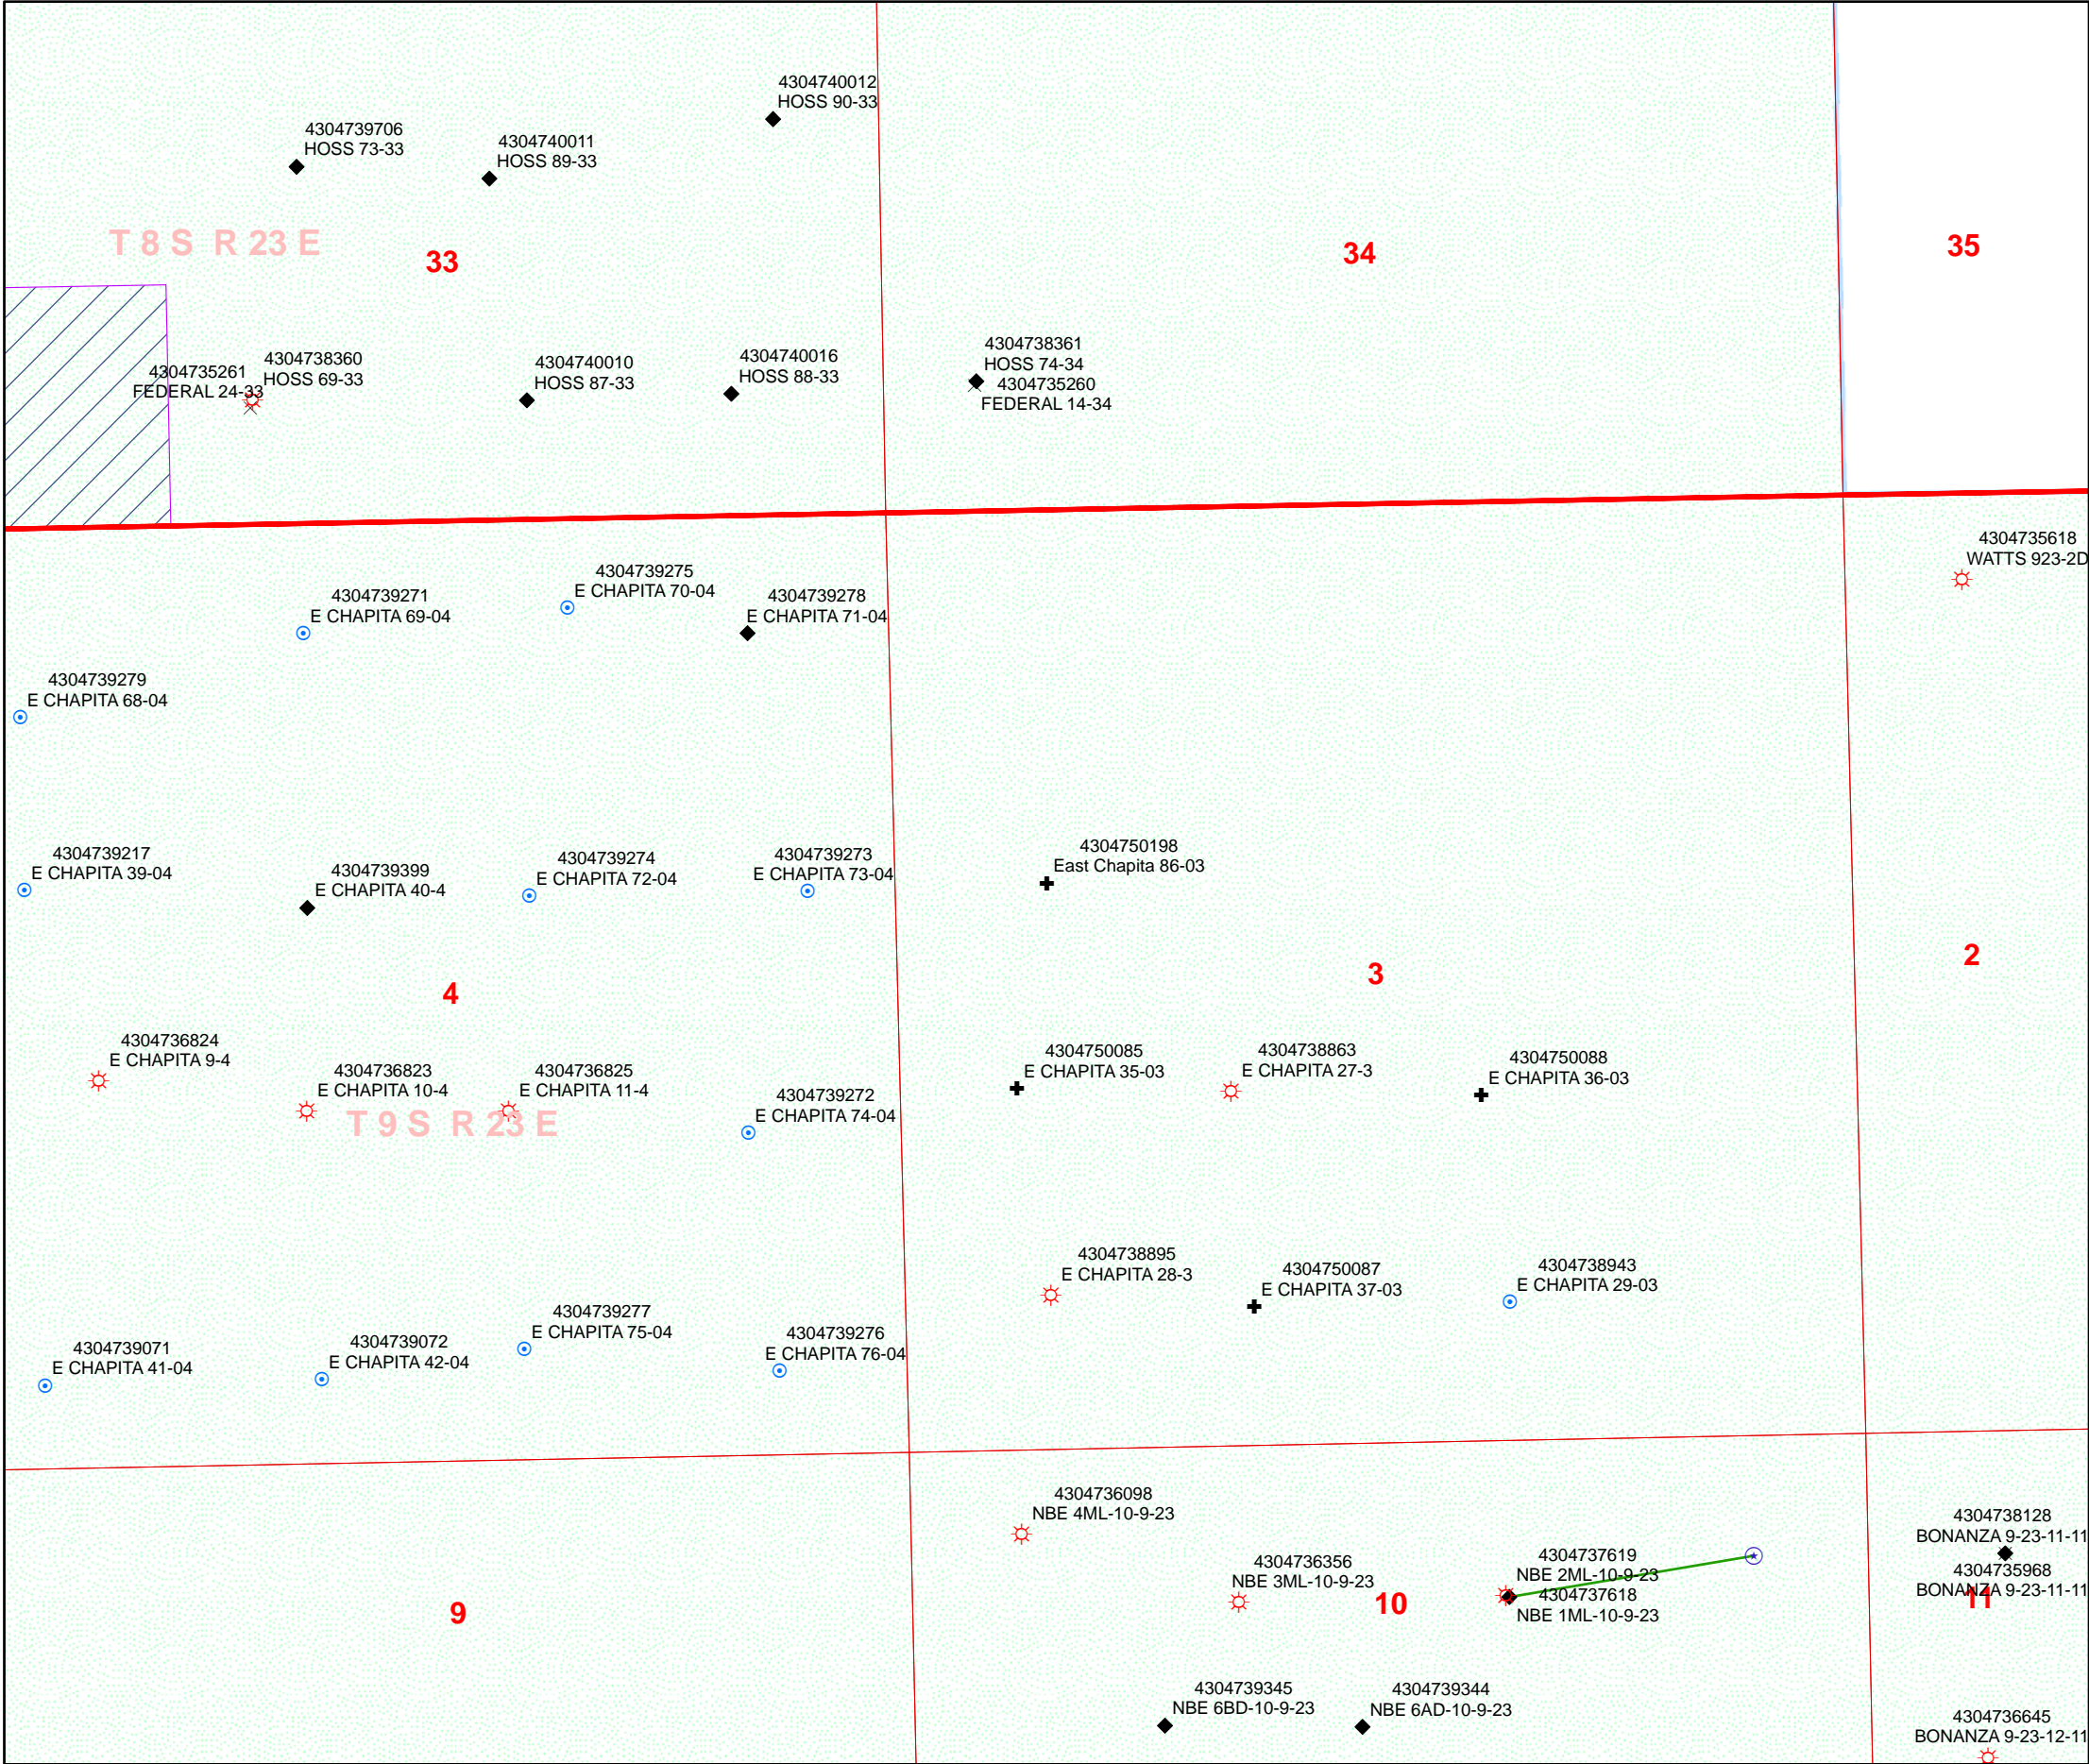 4304740012
HOSS 90-33
4304739706
HOSS 73-33
4304740011
HOSS 89-33
T 8 S R 23 E
33
34
35
4304735261
FEDERAL 24-33
4304738360
HOSS 69-33
4304740010
HOSS 87-33
4304740016
HOSS 88-33
4304738361
HOSS 74-34
4304735260
FEDERAL 14-34
4304735618
WATTS 923-2D
4304739275
E CHAPITA 70-04
4304739271
E CHAPITA 69-04
4304739278
E CHAPITA 71-04
4304739279
E CHAPITA 68-04
4304739217
E CHAPITA 39-04
4304739399
E CHAPITA 40-4
4304739274
E CHAPITA 72-04
4304739273
E CHAPITA 73-04
4304750198
East Chapita 86-03
4
3
2
4304736824
E CHAPITA 9-4
4304736823
E CHAPITA 10-4
4304736825
E CHAPITA 11-4
4304739272
E CHAPITA 74-04
T 9 S R 23 E
4304750085
E CHAPITA 35-03
4304738863
E CHAPITA 27-3
4304750088
E CHAPITA 36-03
4304738895
E CHAPITA 28-3
4304750087
E CHAPITA 37-03
4304738943
E CHAPITA 29-03
4304739071
E CHAPITA 41-04
4304739072
E CHAPITA 42-04
4304739277
E CHAPITA 75-04
4304739276
E CHAPITA 76-04
4304736098
NBE 4ML-10-9-23
4304736356
NBE 3ML-10-9-23
4304737619
NBE 2ML-10-9-23
4304737618
NBE 1ML-10-9-23
4304738128
BONANZA 9-23-11-11
4304735968
BONANZA 9-23-11-11
9
10
11
4304739345
NBE 6BD-10-9-23
4304739344
NBE 6AD-10-9-23
4304736645
BONANZA 9-23-12-11